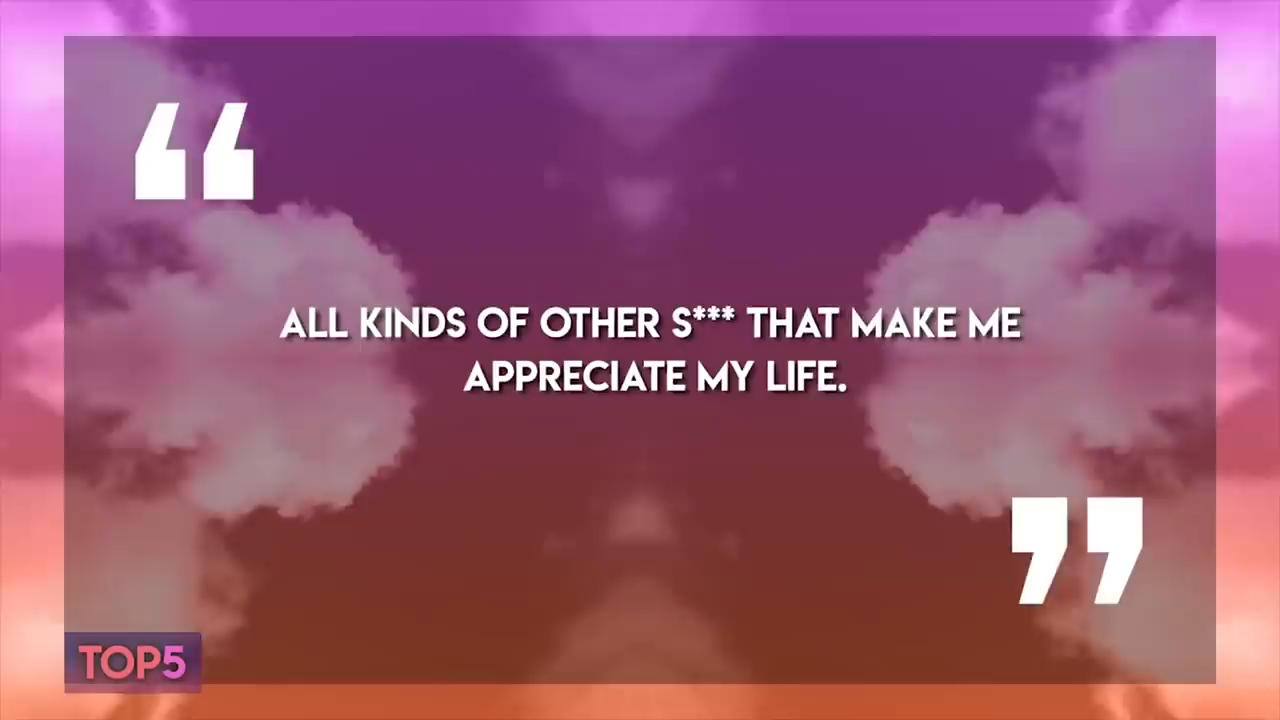 “
ALL KINDS OF OTHER S*** THAT MAKE ME
APPRECIATE MY LIFE.
”
TOP5